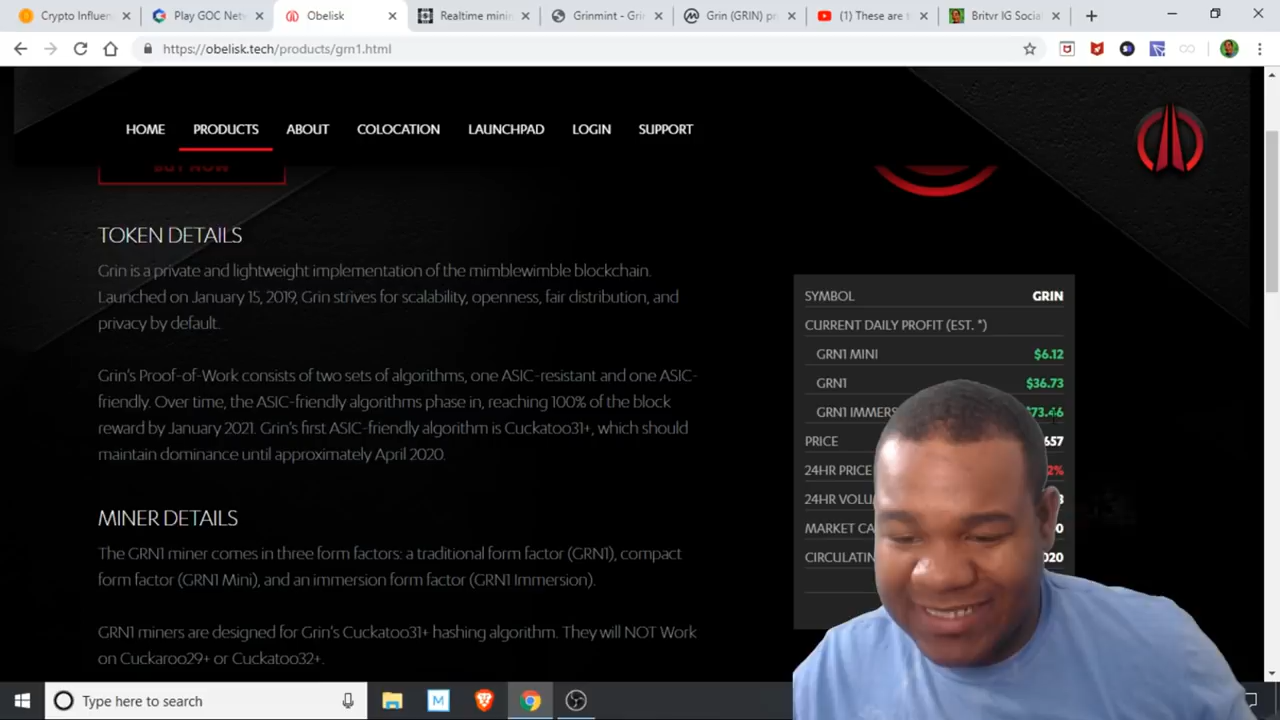 Crypto Influen
Play GOC Net
Obelisk
Realtime mini
Grinmint - Gri
Grin (GRIN) pr
(1) These are
Britvr IG Socia
https://obelisk.tech/products/grn1.html
HOME PRODUCTS ABOUT COLOCATION LAUNCHPAD LOGIN SUPPORT
BUY NOW
TOKEN DETAILS
Grin is a private and lightweight implementation of the mimblewimble blockchain.
Launched on January 15, 2019, Grin strives for scalability, openness, fair distribution, and
privacy by default.
Grin's Proof-of-Work consists of two sets of algorithms, one ASIC-resistant and one ASIC-
friendly. Over time, the ASIC-friendly algorithms phase in, reaching 100% of the block
reward by January 2021. Grin's first ASIC-friendly algorithm is Cuckatoo31+, which should
maintain dominance until approximately April 2020.
MINER DETAILS
The GRN1 miner comes in three form factors: a traditional form factor (GRN1), compact
form factor (GRN1 Mini), and an immersion form factor (GRN1 Immersion).
GRN1 miners are designed for Grin's Cuckatoo31+ hashing algorithm. They will NOT Work
on Cuckaroo29+ or Cuckatoo32+.
SYMBOL GRIN
CURRENT DAILY PROFIT (EST. *)
GRN1 MINI $6.12
GRN1 $36.73
GRN1 IMMERS $73.46
PRICE 657
24HR PRICE 2%
24HR VOLU 3
MARKET CA 0
CIRCULATIN 020
Type here to search